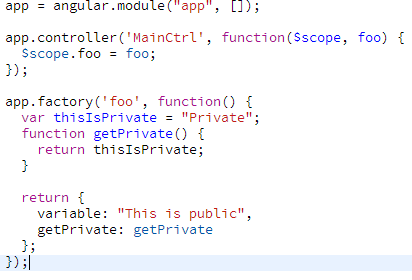 app = angular.module("app", []);

app.controller('MainCtrl', function($scope, foo) {
  $scope.foo = foo;
});

app.factory('foo', function() {
  var thisIsPrivate = "Private";
  function getPrivate() {
    return thisIsPrivate;
  }

  return {
    variable: "This is public",
    getPrivate: getPrivate
  };
});